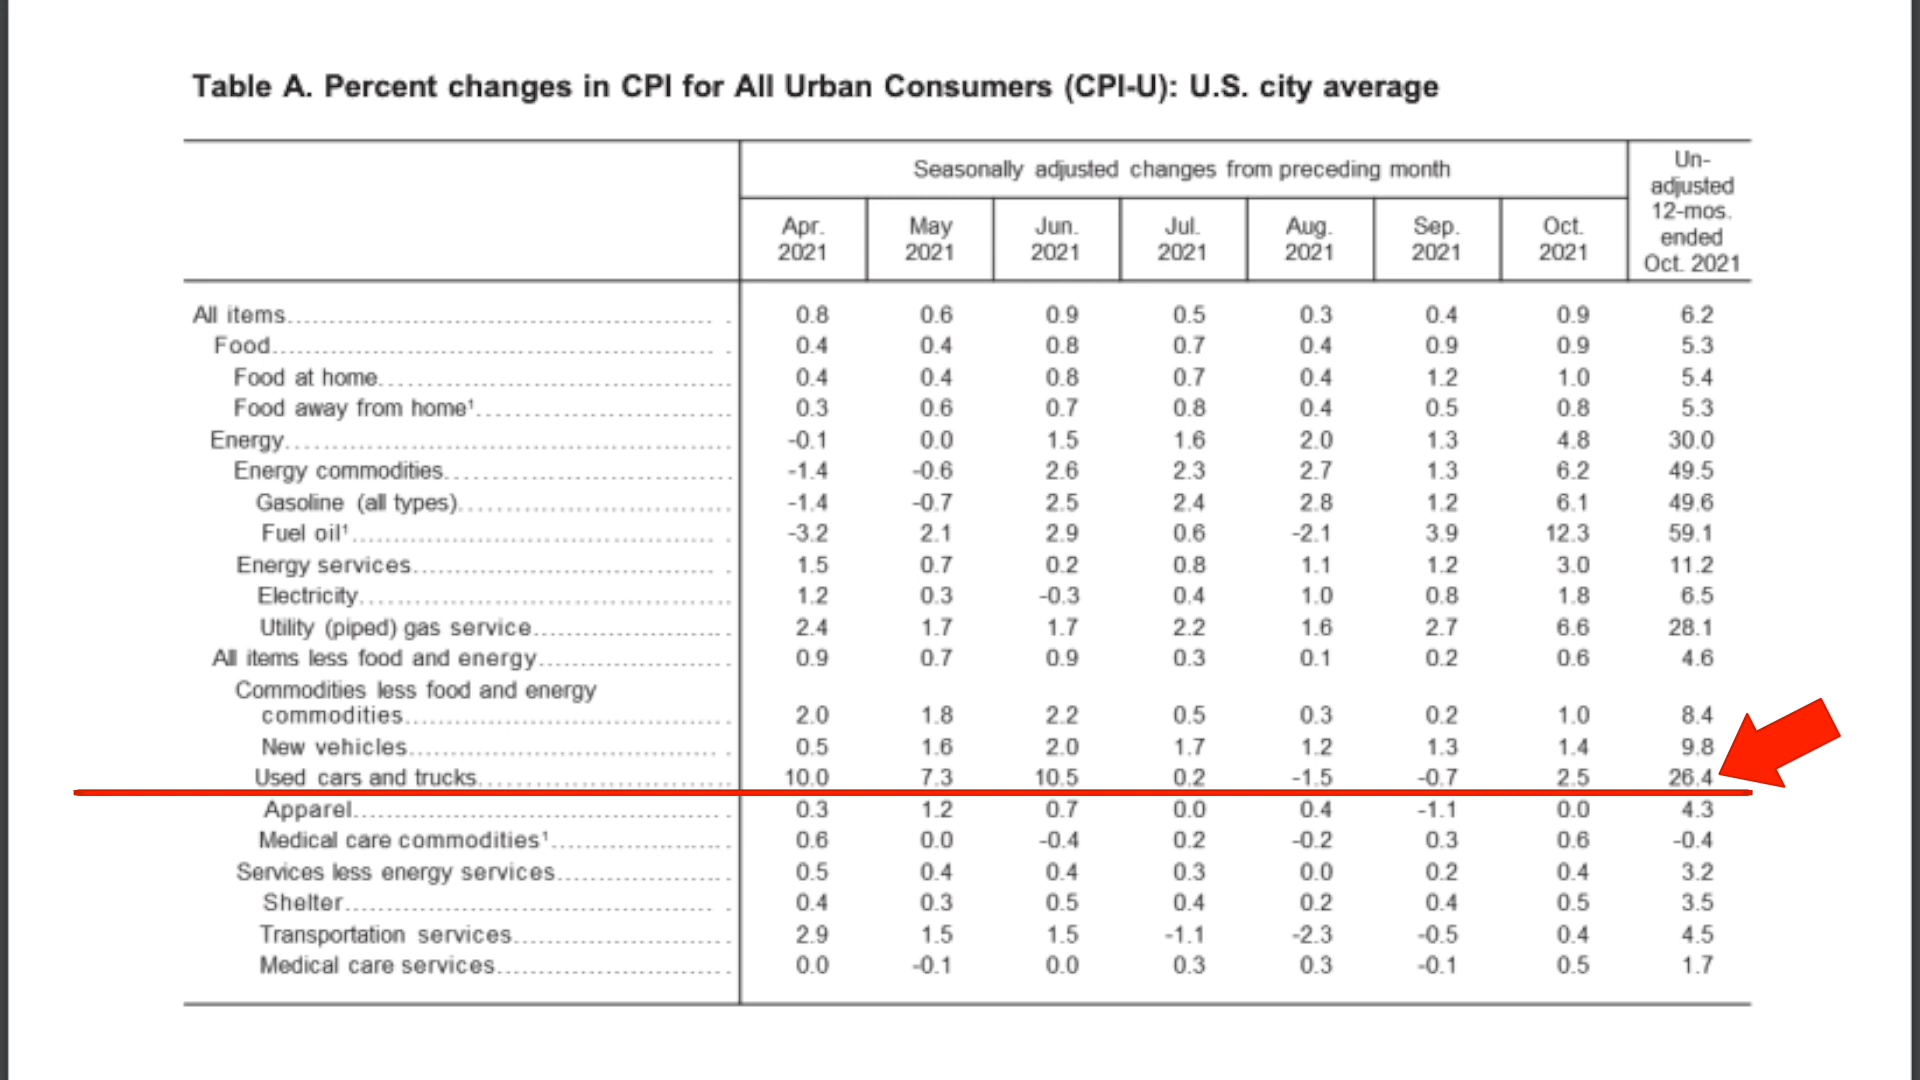 Table A. Percent changes in CPI for All Urban Consumers (CPI-U): U.S. city average
Seasonally adjusted changes from preceding month
Un-
adjusted
12-mos.
ended
Oct. 2021
Apr. 2021 May 2021 Jun. 2021 Jul. 2021 Aug. 2021 Sep. 2021 Oct. 2021
All items 0.8 0.6 0.9 0.5 0.3 0.4 0.9 6.2
Food 0.4 0.4 0.8 0.7 0.4 0.9 0.9 5.3
Food at home 0.4 0.4 0.8 0.7 0.4 1.2 1.0 5.4
Food away from home¹ 0.3 0.6 0.7 0.8 0.4 0.5 0.8 5.3
Energy -0.1 0.0 1.5 1.6 2.0 1.3 4.8 30.0
Energy commodities -1.4 -0.6 2.6 2.3 2.7 1.3 6.2 49.5
Gasoline (all types) -1.4 -0.7 2.5 2.4 2.8 1.2 6.1 49.6
Fuel oil¹ -3.2 2.1 2.9 0.6 -2.1 3.9 12.3 59.1
Energy services 1.5 0.7 0.2 0.8 1.1 1.2 3.0 11.2
Electricity 1.2 0.3 -0.3 0.4 1.0 0.8 1.8 6.5
Utility (piped) gas service 2.4 1.7 1.7 2.2 1.6 2.7 6.6 28.1
All items less food and energy 0.9 0.7 0.9 0.3 0.1 0.2 0.6 4.6
Commodities less food and energy
commodities 2.0 1.8 2.2 0.5 0.3 0.2 1.0 8.4
New vehicles 0.5 1.6 2.0 1.7 1.2 1.3 1.4 9.8
Used cars and trucks 10.0 7.3 10.5 0.2 -1.5 -0.7 2.5 26.4
Apparel 0.3 1.2 0.7 0.0 0.4 -1.1 0.0 4.3
Medical care commodities¹ 0.6 0.0 -0.4 0.2 -0.2 0.3 0.6 -0.4
Services less energy services 0.5 0.4 0.4 0.3 0.0 0.2 0.4 3.2
Shelter 0.4 0.3 0.5 0.4 0.2 0.4 0.5 3.5
Transportation services 2.9 1.5 1.5 -1.1 -2.3 -0.5 0.4 4.5
Medical care services 0.0 -0.1 0.0 0.3 0.3 -0.1 0.5 1.7